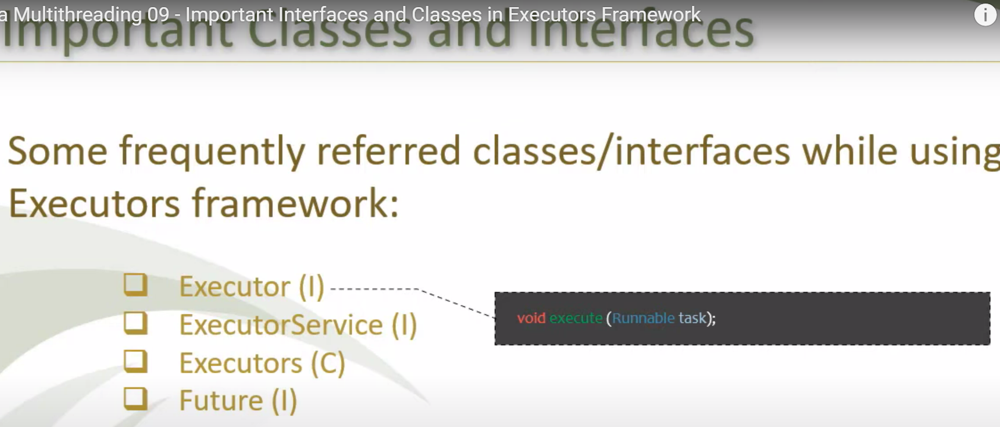 a Multithreading 09 - Important Interfaces and Classes in Executors Framework
i
Important Classes and Interfaces
Some frequently referred classes/interfaces while using
Executors framework:
Executor (I)
void execute (Runnable task);
ExecutorService (I)
Executors (C)
Future (I)